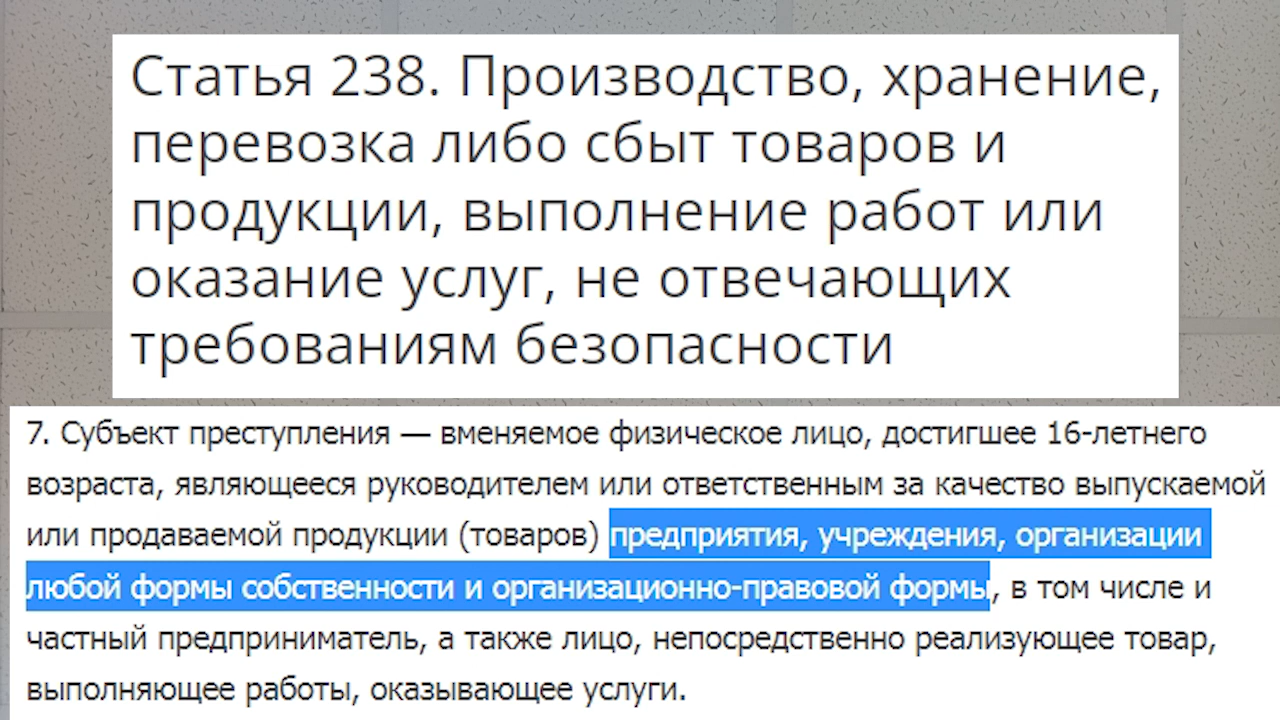 Статья 238. Производство, хранение,
перевозка либо сбыт товаров и
продукции, выполнение работ или
оказание услуг, не отвечающих
требованиям безопасности
7. Субъект преступления — вменяемое физическое лицо, достигшее 16-летнего
возраста, являющееся руководителем или ответственным за качество выпускаемой
или продаваемой продукции (товаров) предприятия, учреждения, организации
любой формы собственности и организационно-правовой формы, в том числе и
частный предприниматель, а также лицо, непосредственно реализующее товар,
выполняющее работы, оказывающее услуги.